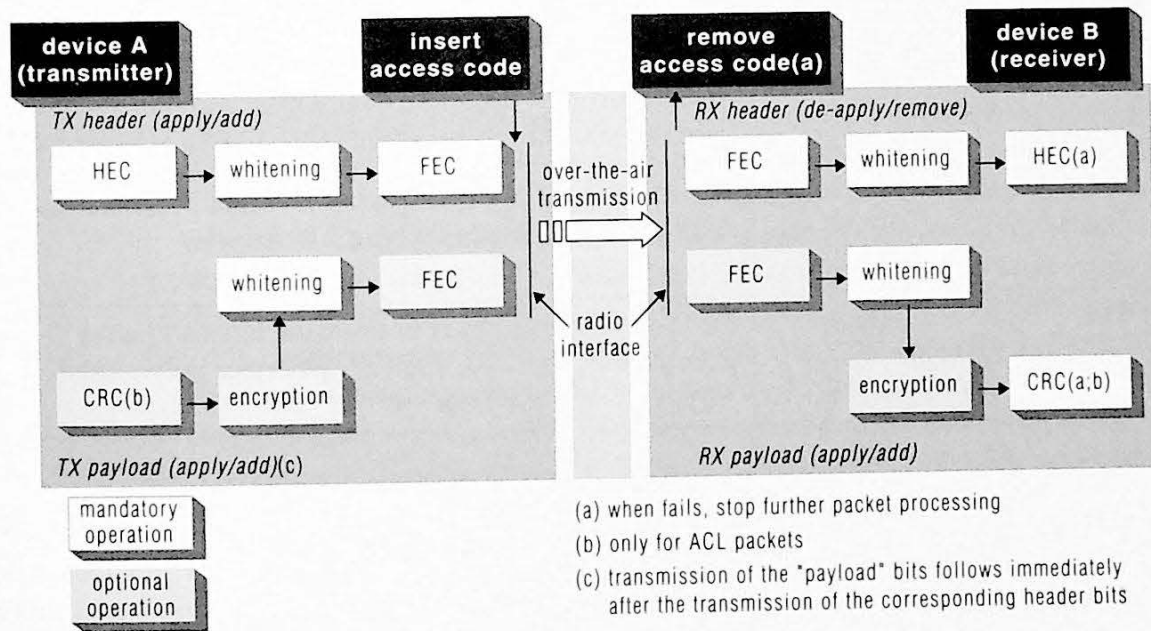 device A
(transmitter)
insert
access code
remove
access code(a)
device B
(receiver)
TX header (apply/add)
RX header (de-apply/remove)
HEC
whitening
FEC
over-the-air
transmission
FEC
whitening
HEC(a)
whitening
FEC
FEC
whitening
radio
interface
CRC(b)
encryption
encryption
CRC(a;b)
TX payload (apply/add)(c)
RX payload (apply/add)
mandatory
operation
optional
operation
(a) when fails, stop further packet processing
(b) only for ACL packets
(c) transmission of the "payload" bits follows immediately
after the transmission of the corresponding header bits